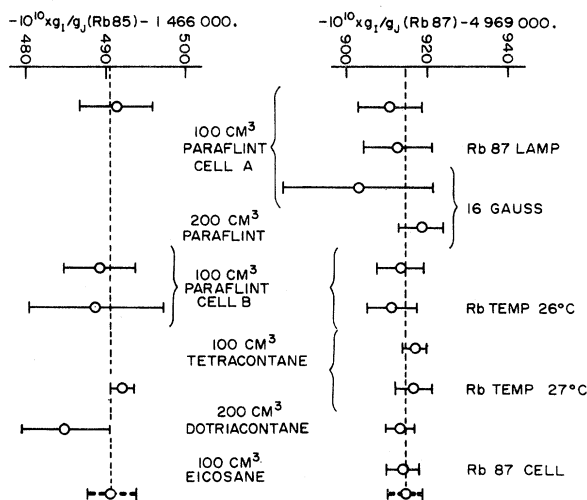 -10¹⁰xg_I/g_J (Rb85) - 1 466 000.
-10¹⁰xg_I/g_J (Rb 87) - 4 969 000.
480
490
500
900
920
940
100 CM³
PARAFLINT
CELL A
Rb 87 LAMP
16 GAUSS
200 CM³
PARAFLINT
100 CM³
PARAFLINT
CELL B
Rb TEMP 26°C
100 CM³
TETRACONTANE
Rb TEMP 27°C
200 CM³
DOTRIACONTANE
100 CM³
EICOSANE
Rb 87 CELL